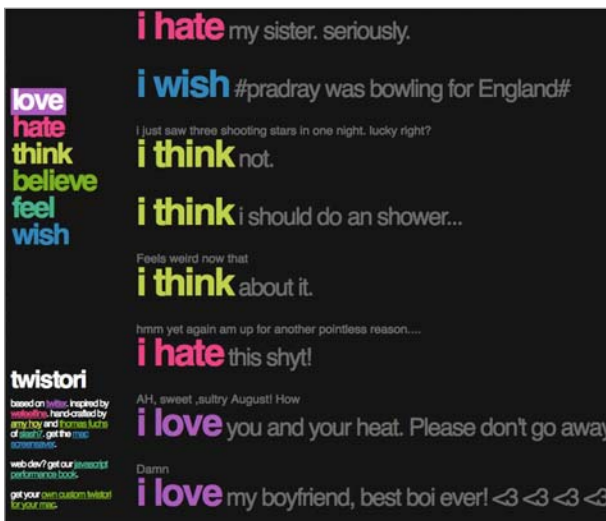 love
hate
think
believe
feel
wish
twistori
based on twitter. inspired by
wefeelfine. hand-crafted by
amy hoy and thomas fuchs
of slash7. get the mac
screensaver.
web dev? get our javascript
performance book.
get your own custom twistori
for your mac.
i hate my sister. seriously.
i wish #pradray was bowling for England#
i just saw three shooting stars in one night. lucky right?
i think not.
i think i should do an shower...
Feels weird now that
i think about it.
hmm yet again am up for another pointless reason....
i hate this shyt!
AH, sweet ,sultry August! How
i love you and your heat. Please don't go away
Damn
i love my boyfriend, best boi ever! <3 <3 <3 <3